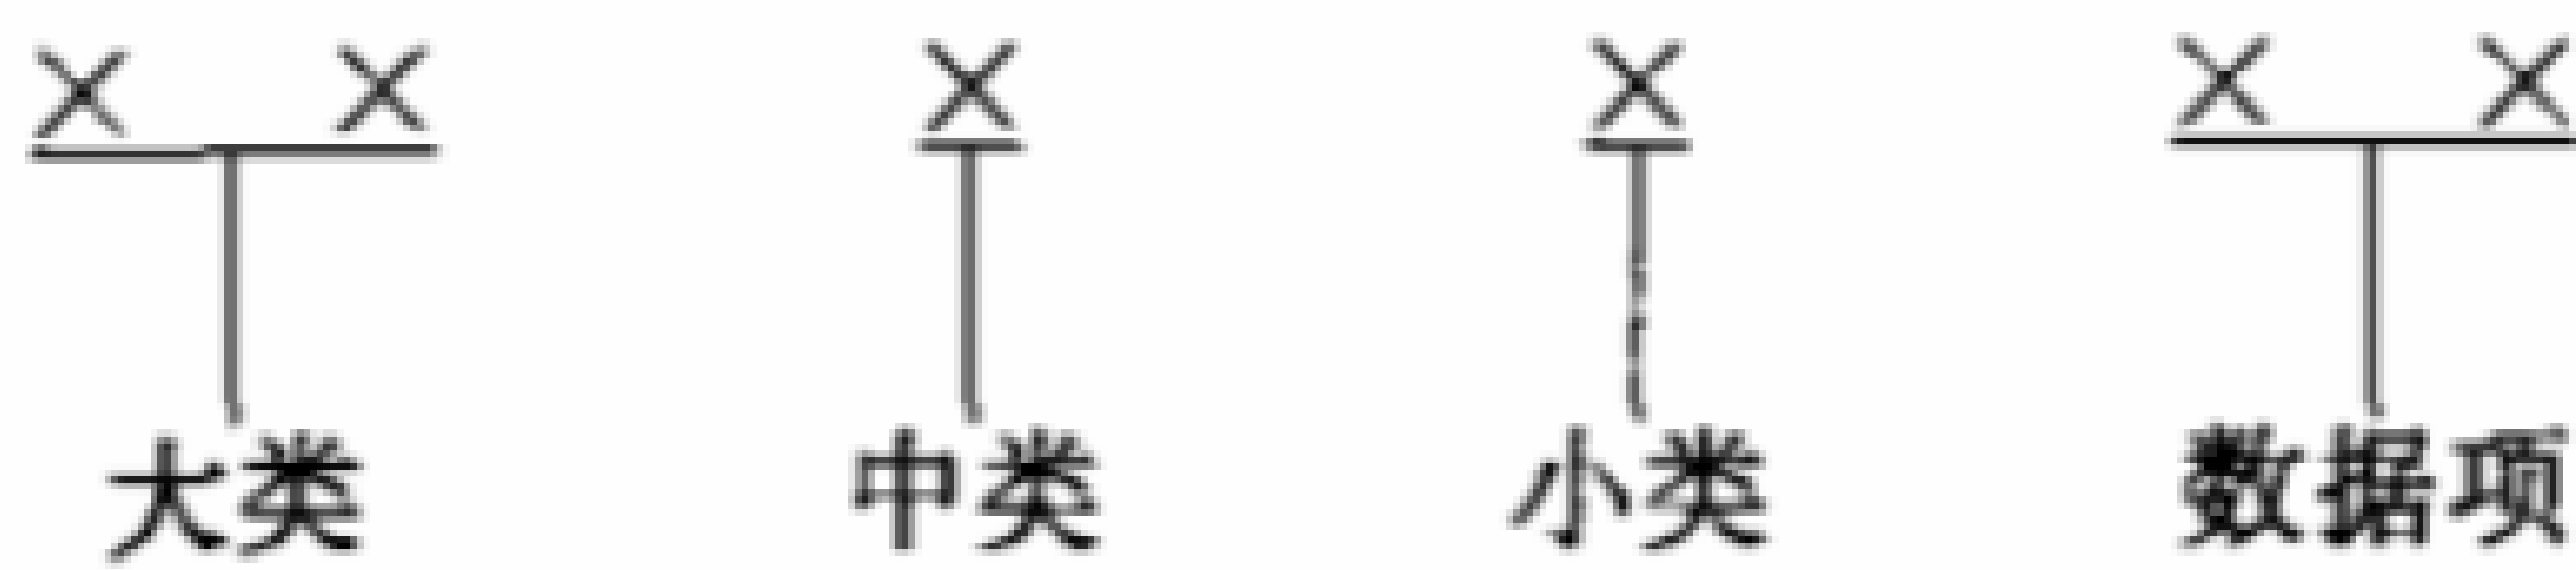 ×× × × ××
大类 中类 小类 数据项